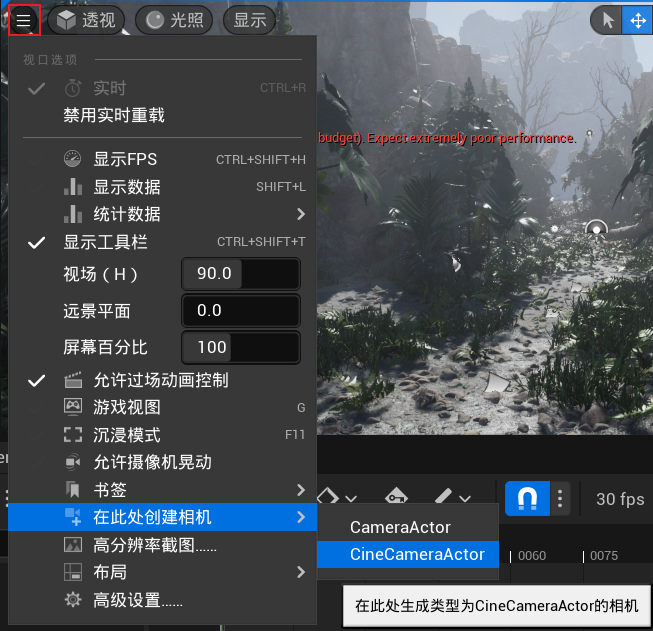 透视
光照
显示
视口选项
实时 CTRL+R
禁用实时重载
budget). Expect extremely poor performance.
显示FPS CTRL+SHIFT+H
显示数据 SHIFT+L
统计数据
显示工具栏 CTRL+SHIFT+T
视场（H） 90.0
远景平面 0.0
屏幕百分比 100
允许过场动画控制
游戏视图 G
沉浸模式 F11
允许摄像机晃动
书签
30 fps
在此处创建相机
CameraActor
高分辨率截图......
CineCameraActor
0060
0075
布局
高级设置......
在此处生成类型为CineCameraActor的相机